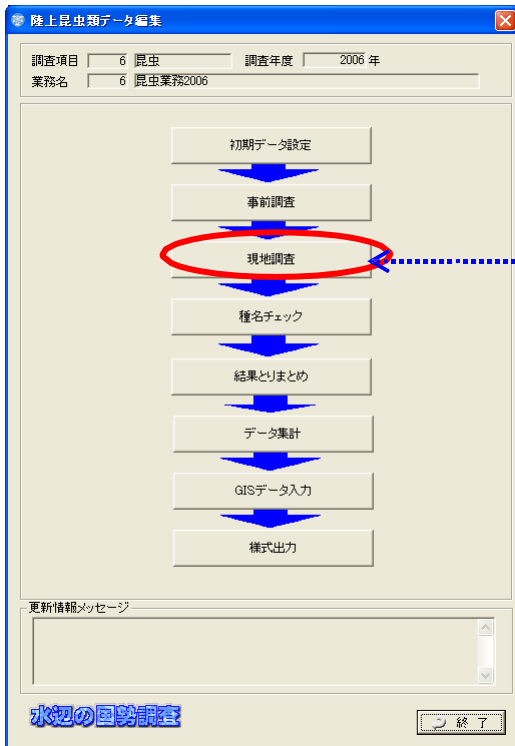 陸上昆虫類データ編集
調査項目 6 昆虫 調査年度 2006 年
業務名 6 昆虫業務2006
初期データ設定
事前調査
現地調査
種名チェック
結果とりまとめ
データ集計
GISデータ入力
様式出力
更新情報メッセージ
水辺の国勢調査
終 了